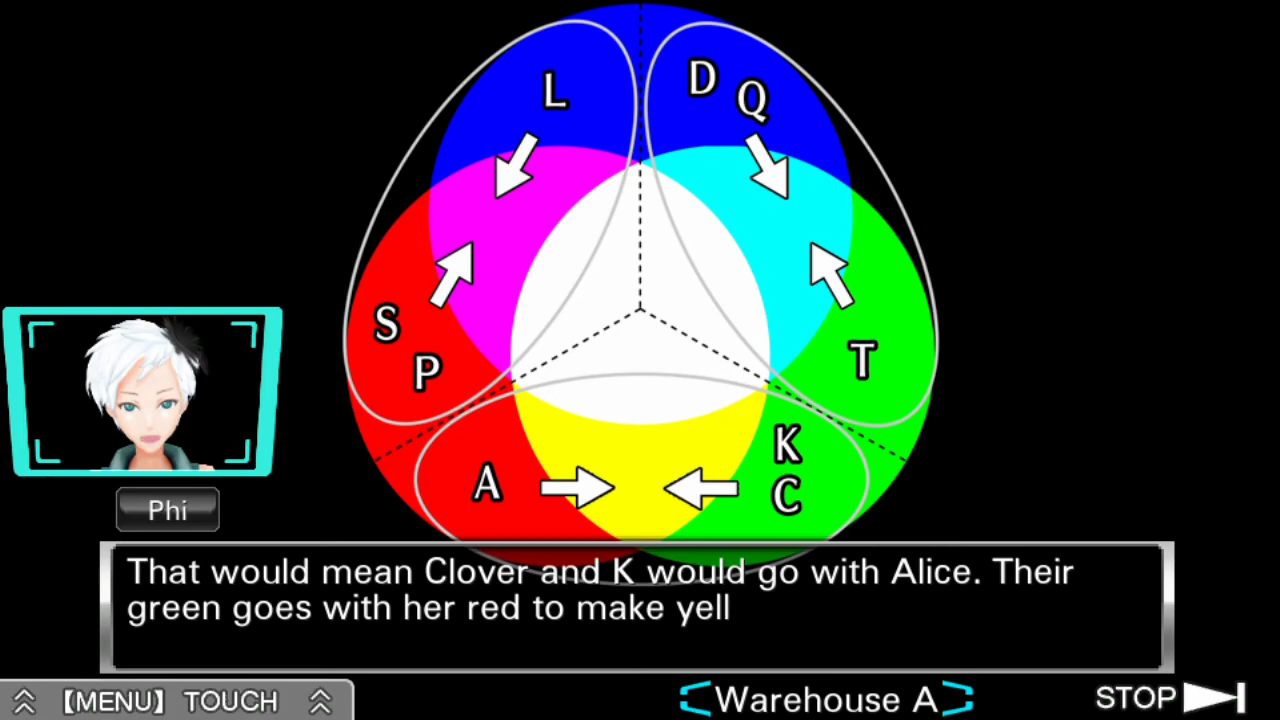 L
D
Q
S
P
T
A
K
C
Phi
That would mean Clover and K would go with Alice. Their
green goes with her red to make yell
【MENU】 TOUCH
Warehouse A
STOP